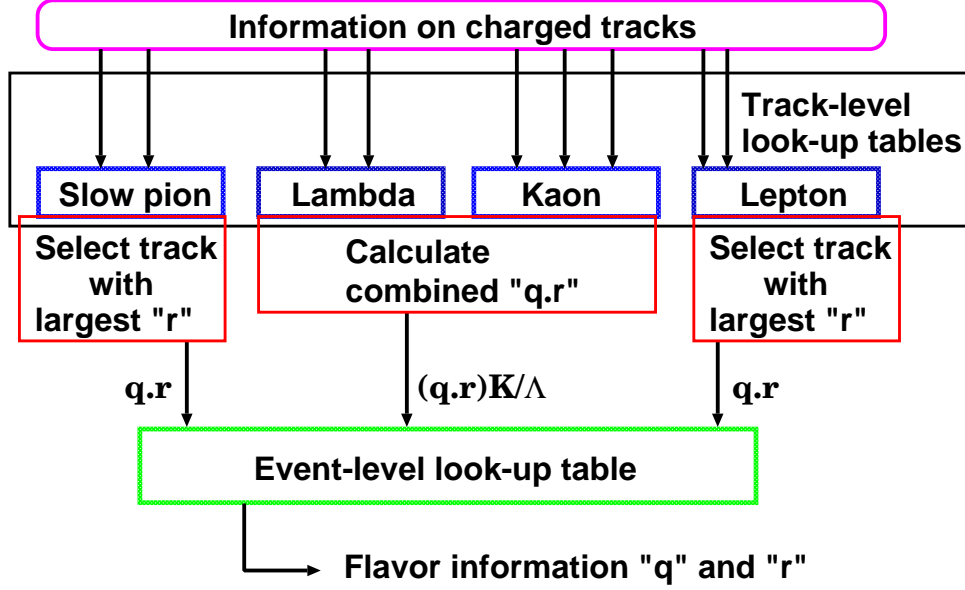 Information on charged tracks
Track-level
look-up tables
Slow pion
Lambda
Kaon
Lepton
Select track
with
largest "r"
Calculate
combined "q.r"
Select track
with
largest "r"
q.r
(q.r)K/Λ
q.r
Event-level look-up table
Flavor information "q" and "r"